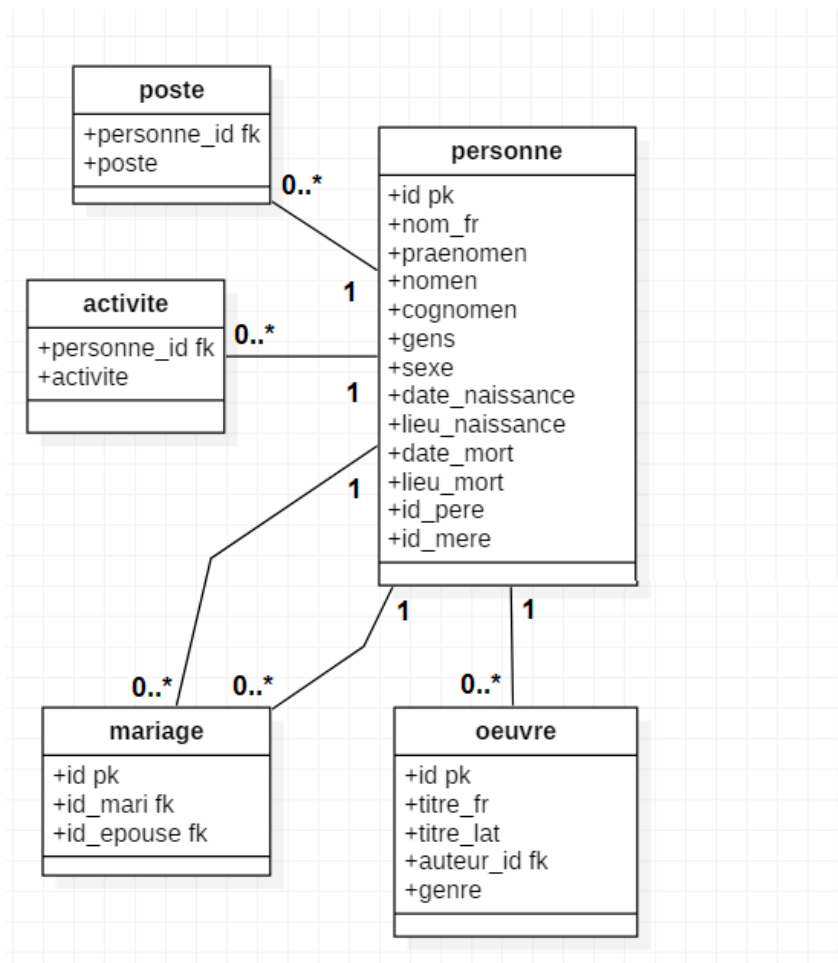 poste
+personne_id fk
+poste
0..*
1
personne
+id pk
+nom_fr
+praenomen
+nomen
+cognomen
+gens
+sexe
+date_naissance
+lieu_naissance
+date_mort
+lieu_mort
+id_pere
+id_mere
activite
+personne_id fk
+activite
0..*
1
1
1
1
0..*
0..*
0..*
mariage
+id pk
+id_mari fk
+id_epouse fk
oeuvre
+id pk
+titre_fr
+titre_lat
+auteur_id fk
+genre